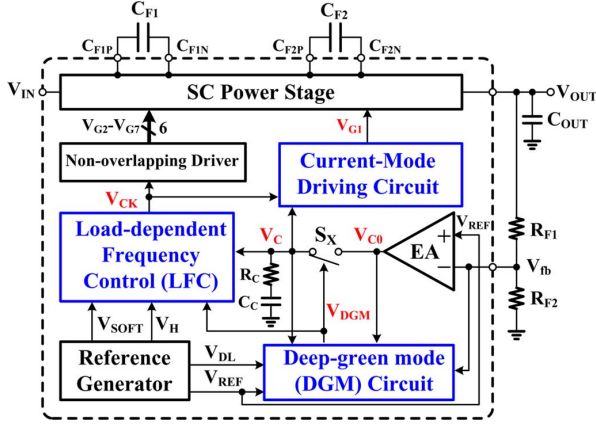 CF1
CF2
CF1P
CF1N
CF2P
CF2N
VIN
SC Power Stage
VOUT
COUT
VG2-VG7
6
VG1
Non-overlapping Driver
Current-Mode
Driving Circuit
VCK
Load-dependent
Frequency
Control (LFC)
VC
SX
VC0
EA
+
−
VREF
RF1
Vfb
RF2
RC
CC
VDGM
VSOFT
VH
Reference
Generator
VDL
VREF
Deep-green mode
(DGM) Circuit